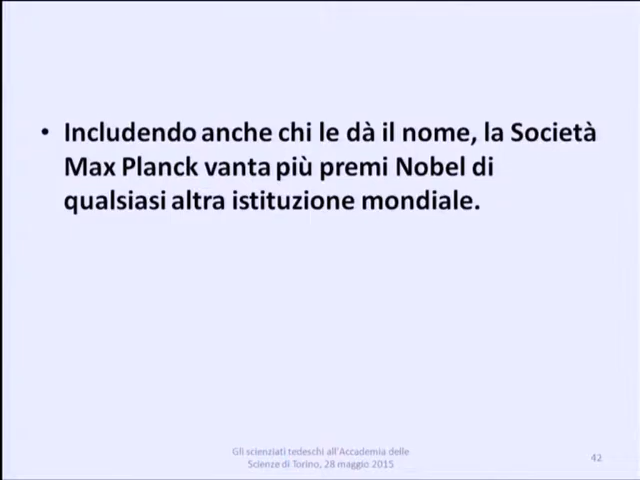 • Includendo anche chi le dà il nome, la Società
Max Planck vanta più premi Nobel di
qualsiasi altra istituzione mondiale.
Gli scienziati tedeschi all'Accademia delle
Scienze di Torino, 28 maggio 2015
42